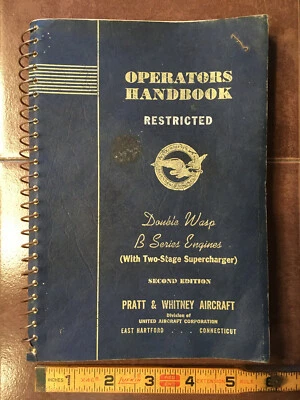 OPERATORS
HANDBOOK
RESTRICTED
Double Wasp
B Series Engines
(With Two-Stage Supercharger)
SECOND EDITION
PRATT & WHITNEY AIRCRAFT
Division of
UNITED AIRCRAFT CORPORATION
EAST HARTFORD . . . CONNECTICUT
INCHES 1 2 3 4 5 6